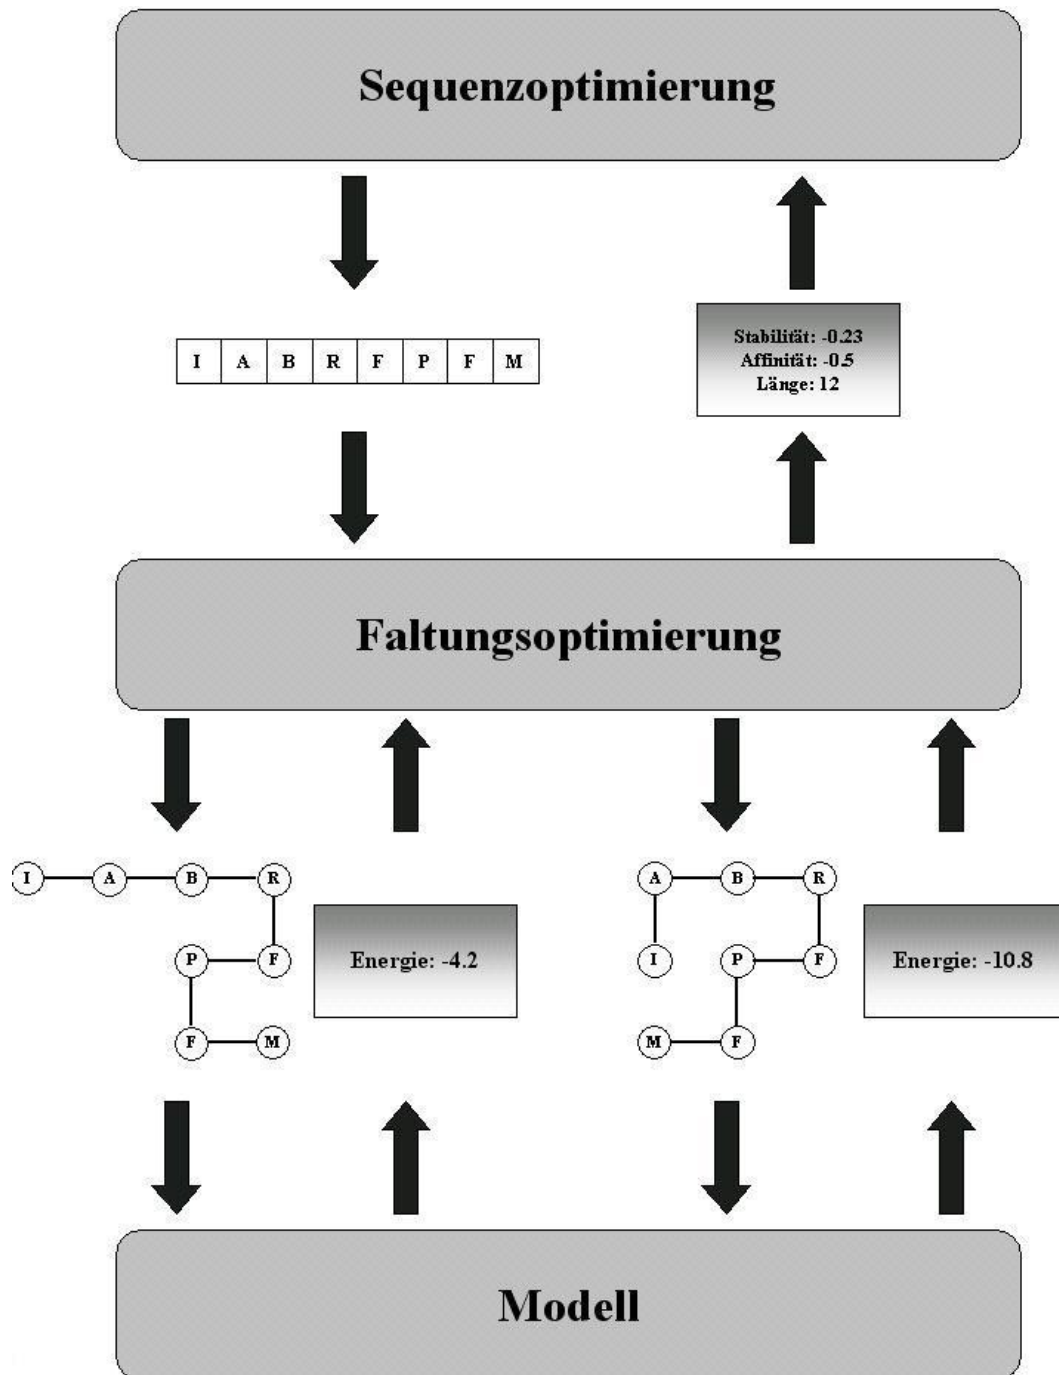 Sequenzoptimierung
I A B R F P F M
Stabilität: -0.23
Affinität: -0.5
Länge: 12
Faltungsoptimierung
I A B R
P F
F M
Energie: -4.2
A B R
I P F
M F
Energie: -10.8
Modell